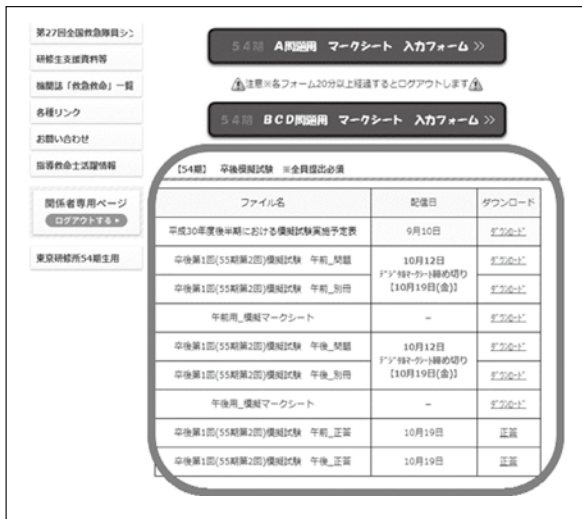 第27回全国救急隊員シン
研修生支援資料等
機関誌「救急救命」一覧
各種リンク
お問い合わせ
指導救命士活躍情報
関係者専用ページ
ログアウトする
東京研修所54期生用
54期 A問題用 マークシート 入力フォーム ≫
注意※各フォーム20分以上経過するとログアウトします
54期 BCD問題用 マークシート 入力フォーム ≫
【54期】 卒後模擬試験 ※全員提出必須
ファイル名 配信日 ダウンロード
平成30年度後半期における模擬試験実施予定表 9月10日 ダウンロード
卒後第1回(55期第2回)模擬試験 午前_問題 10月12日 デジタルマークシート締め切り 【10月19日(金)】 ダウンロード
卒後第1回(55期第2回)模擬試験 午前_別冊 ダウンロード
午前用_模擬マークシート － ダウンロード
卒後第1回(55期第2回)模擬試験 午後_問題 10月12日 デジタルマークシート締め切り 【10月19日(金)】 ダウンロード
卒後第1回(55期第2回)模擬試験 午後_別冊 ダウンロード
午後用_模擬マークシート － ダウンロード
卒後第1回(55期第2回)模擬試験 午前_正答 10月19日 正答
卒後第1回(55期第2回)模擬試験 午後_正答 10月19日 正答